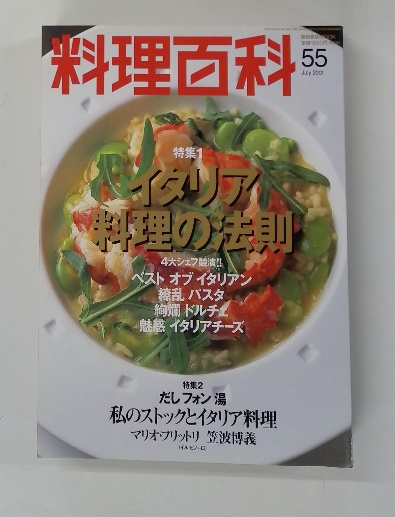 料理百科
55
July 2001
特集1
イタリア
料理の法則
4大シェフ競演!!
ベスト オブ イタリアン
繚乱 パスタ
絢爛 ドルチェ
魅惑 イタリアチーズ
特集2
だし フォン 湯
私のストックとイタリア料理
マリオ・フリットリ 笠波博義